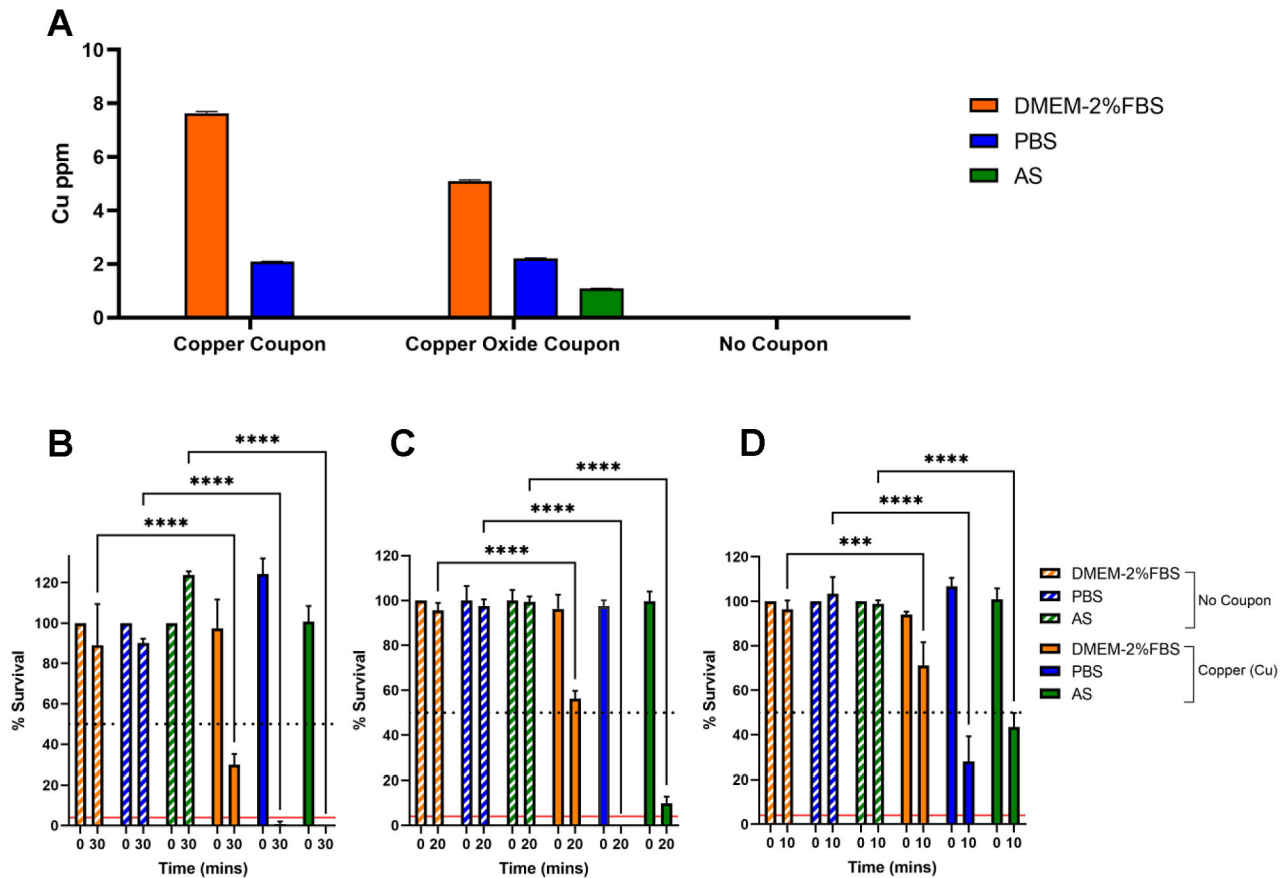 A
10
8
6
4
2
0
Cu ppm
Copper Coupon
Copper Oxide Coupon
No Coupon
DMEM-2%FBS
PBS
AS
B
****
****
****
120
100
80
60
40
20
0
% Survival
0 30 0 30 0 30 0 30 0 30 0 30
Time (mins)
C
****
****
****
120
100
80
60
40
20
0
% Survival
0 20 0 20 0 20 0 20 0 20 0 20
Time (mins)
D
****
****
***
120
100
80
60
40
20
0
% Survival
0 10 0 10 0 10 0 10 0 10 0 10
Time (mins)
DMEM-2%FBS
PBS
AS
No Coupon
DMEM-2%FBS
PBS
AS
Copper (Cu)